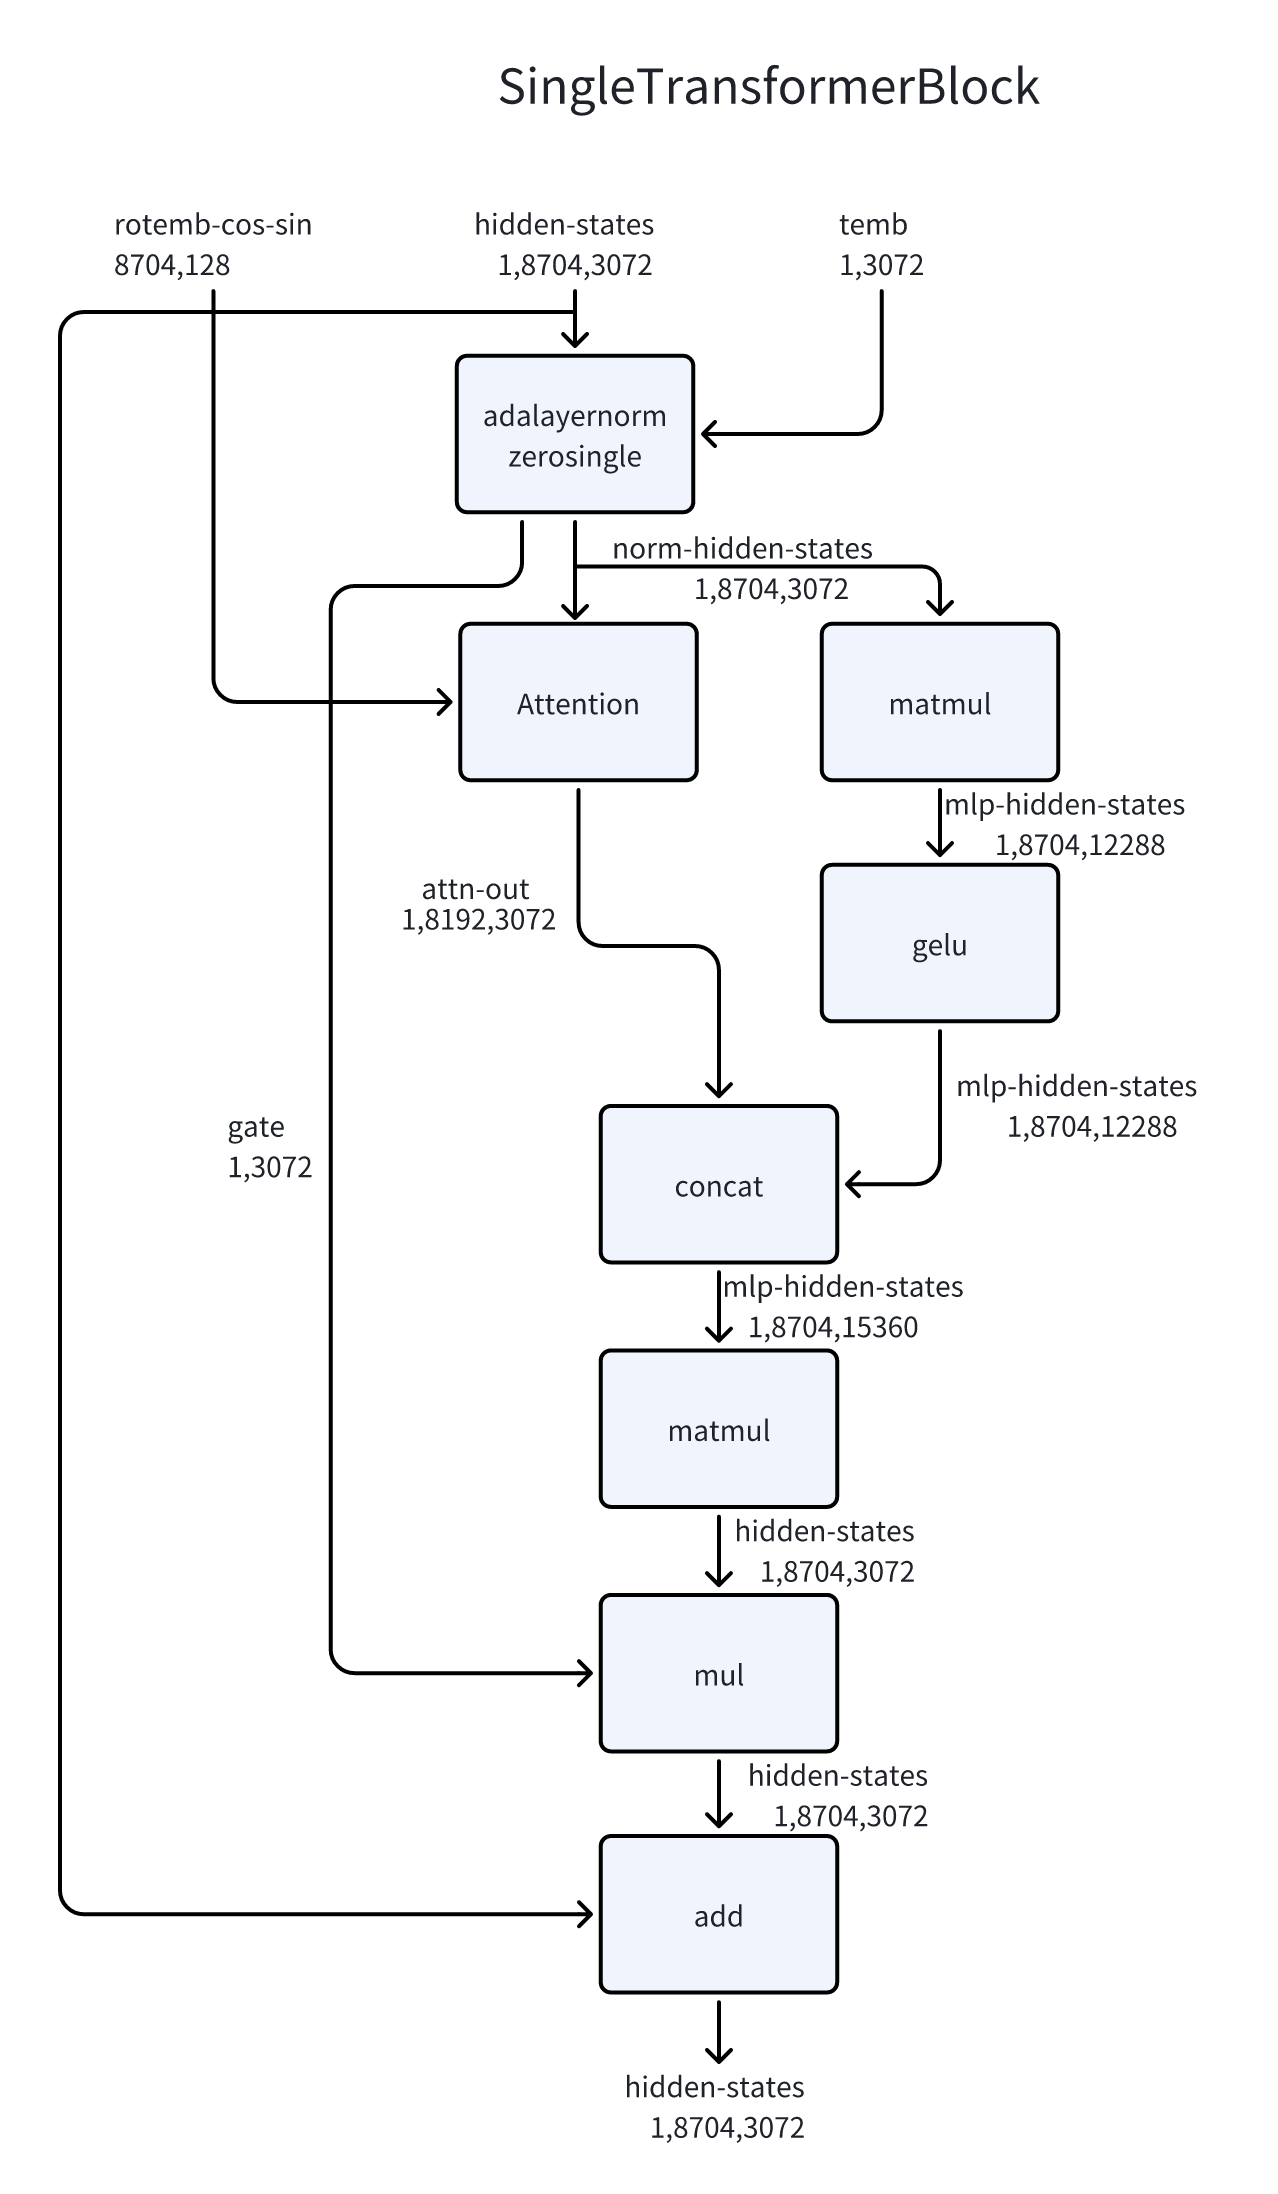 SingleTransformerBlock
rotemb-cos-sin
8704,128
hidden-states
1,8704,3072
temb
1,3072
adalayernorm
zerosingle
norm-hidden-states
1,8704,3072
Attention
matmul
mlp-hidden-states
1,8704,12288
attn-out
1,8192,3072
gelu
mlp-hidden-states
1,8704,12288
gate
1,3072
concat
mlp-hidden-states
1,8704,15360
matmul
hidden-states
1,8704,3072
mul
hidden-states
1,8704,3072
add
hidden-states
1,8704,3072